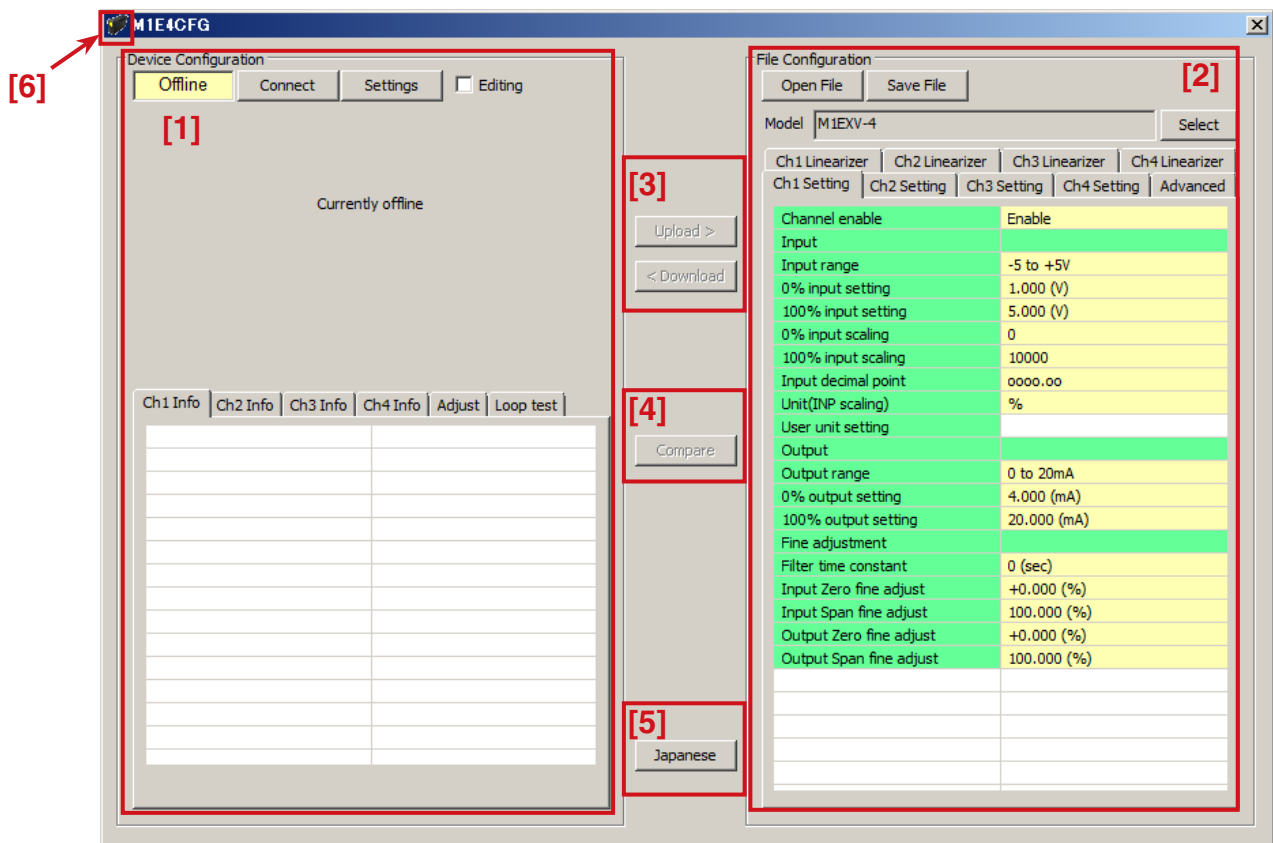 M1E4CFG
[6]
Device Configuration
Offline Connect Settings Editing
[1]
Currently offline
Ch1 Info Ch2 Info Ch3 Info Ch4 Info Adjust Loop test
[3]
Upload >
< Download
[4]
Compare
[5]
Japanese
File Configuration
[2]
Open File Save File
Model M1EXV-4 Select
Ch1 Linearizer Ch2 Linearizer Ch3 Linearizer Ch4 Linearizer
Ch1 Setting Ch2 Setting Ch3 Setting Ch4 Setting Advanced
Channel enable Enable
Input
Input range -5 to +5V
0% input setting 1.000 (V)
100% input setting 5.000 (V)
0% input scaling 0
100% input scaling 10000
Input decimal point oooo.oo
Unit(INP scaling) %
User unit setting
Output
Output range 0 to 20mA
0% output setting 4.000 (mA)
100% output setting 20.000 (mA)
Fine adjustment
Filter time constant 0 (sec)
Input Zero fine adjust +0.000 (%)
Input Span fine adjust 100.000 (%)
Output Zero fine adjust +0.000 (%)
Output Span fine adjust 100.000 (%)